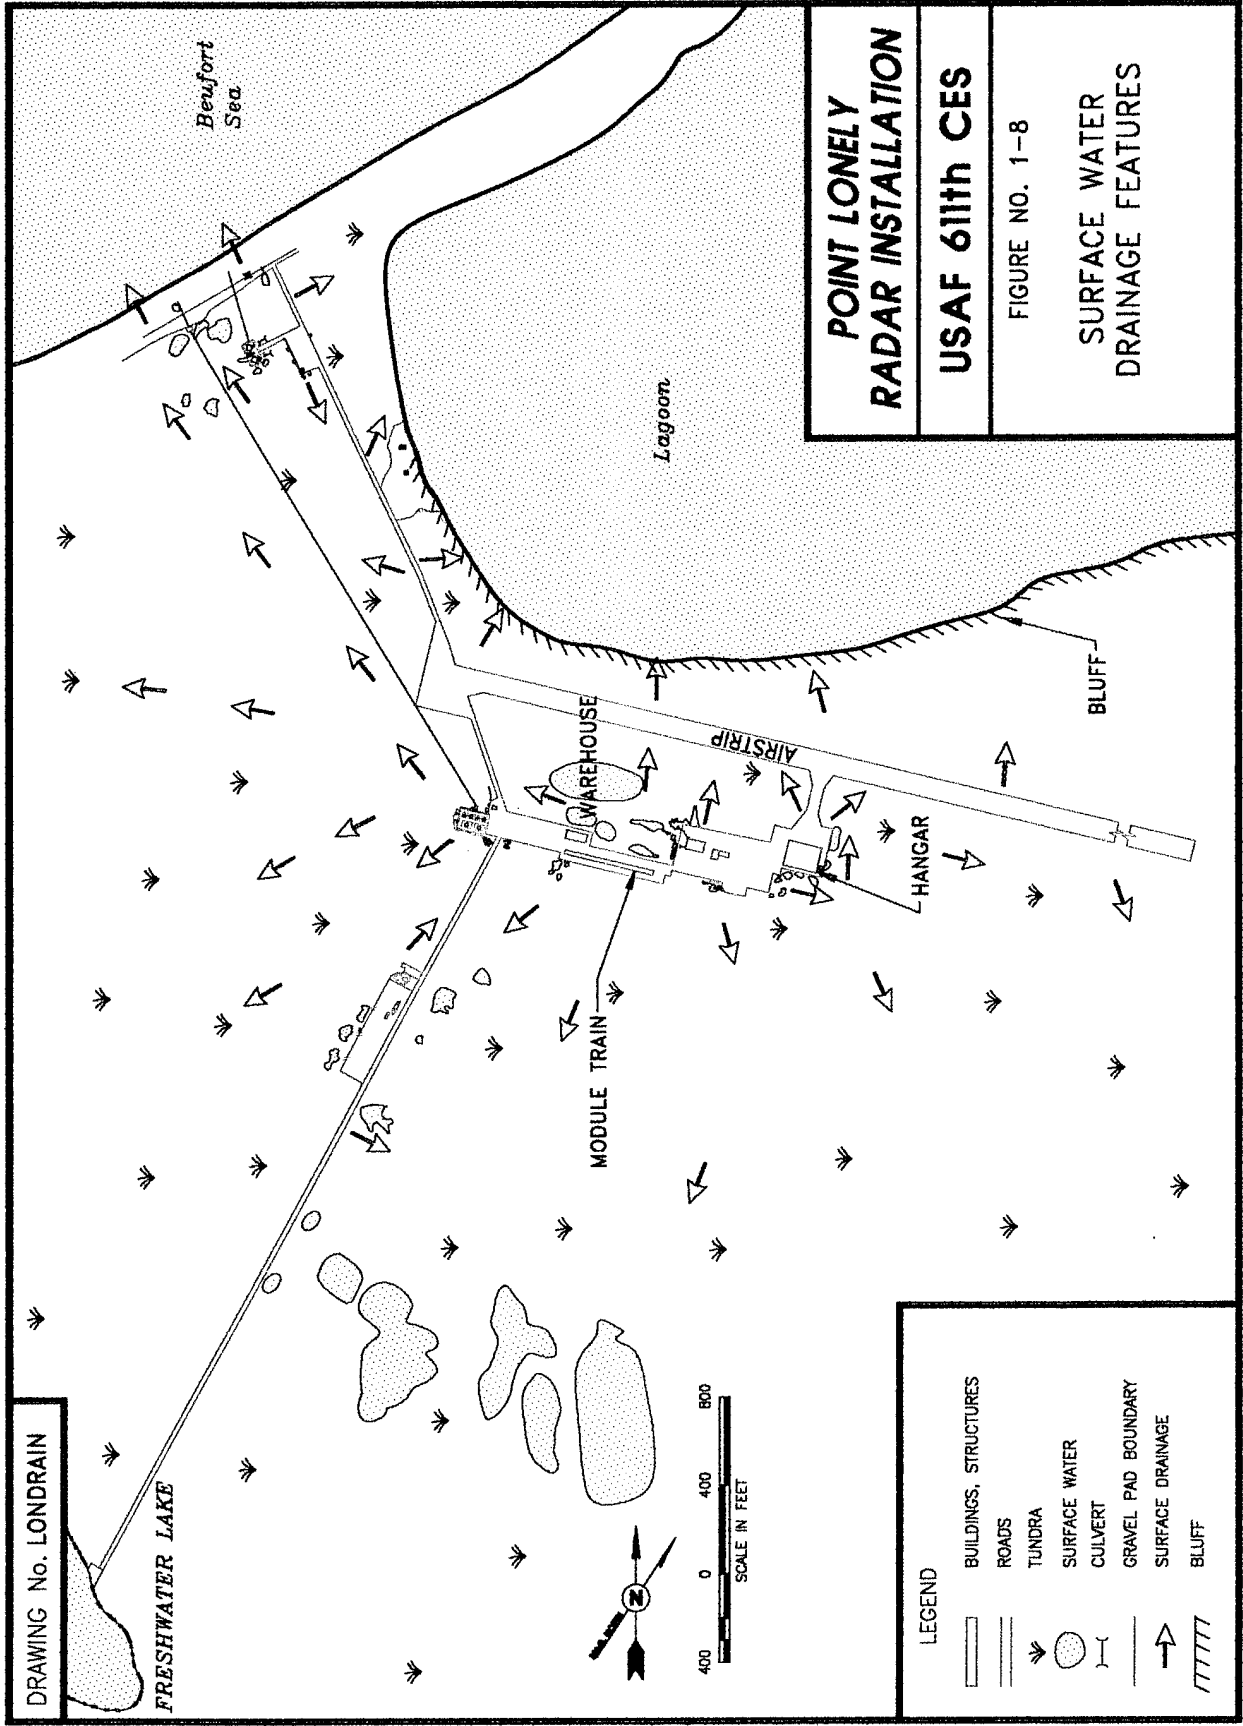 DRAWING No. LONDRAIN
FRESHWATER LAKE
Beufort
Sea
Lagoon
WAREHOUSE
AIRSTRIP
MODULE TRAIN
HANGAR
BLUFF
N
400 0 400 800
SCALE IN FEET
LEGEND
BUILDINGS, STRUCTURES
ROADS
TUNDRA
SURFACE WATER
CULVERT
GRAVEL PAD BOUNDARY
SURFACE DRAINAGE
BLUFF
POINT LONELY
RADAR INSTALLATION
USAF 611th CES
FIGURE NO. 1-8
SURFACE WATER
DRAINAGE FEATURES